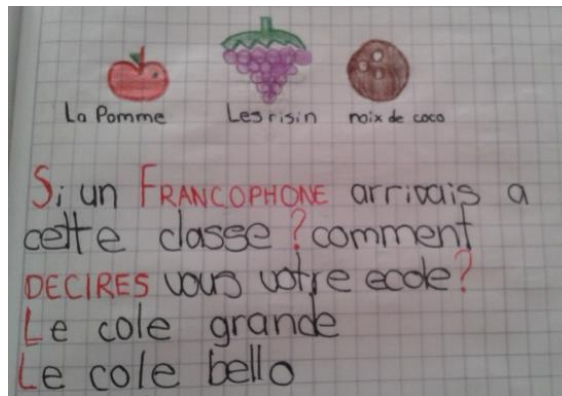 La Pomme Les risin noix de coco
Si un FRANCOPHONE arrivais a
cette classe ? comment
DECIRES vous votre ecole?
Le cole grande
Le cole bello